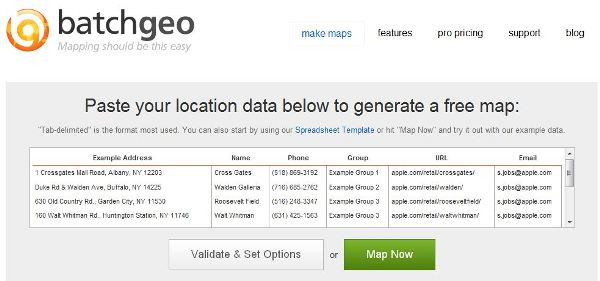 batchgeo
Mapping should be this easy
make maps features pro pricing support blog
Paste your location data below to generate a free map:
"Tab-delimited" is the format most used. You can also start by using our Spreadsheet Template or hit "Map Now" and try it out with our example data.
Example Address Name Phone Group URL Email
1 Crossgates Mall Road, Albany, NY 12203 Cross Gates (518) 869-3192 Example Group 1 apple.com/retail/crossgates/ s.jobs@apple.com
Duke Rd & Walden Ave, Buffalo, NY 14225 Walden Galleria (716) 685-2762 Example Group 2 apple.com/retail/walden/ s.jobs@apple.com
630 Old Country Rd., Garden City, NY 11530 Roosevelt Field (516) 248-3347 Example Group 3 apple.com/retail/rooseveltfield/ s.jobs@apple.com
160 Walt Whitman Rd., Huntington Station, NY 11746 Walt Whitman (631) 425-1563 Example Group 3 apple.com/retail/waltwhitman/ s.jobs@apple.com
Validate & Set Options or Map Now